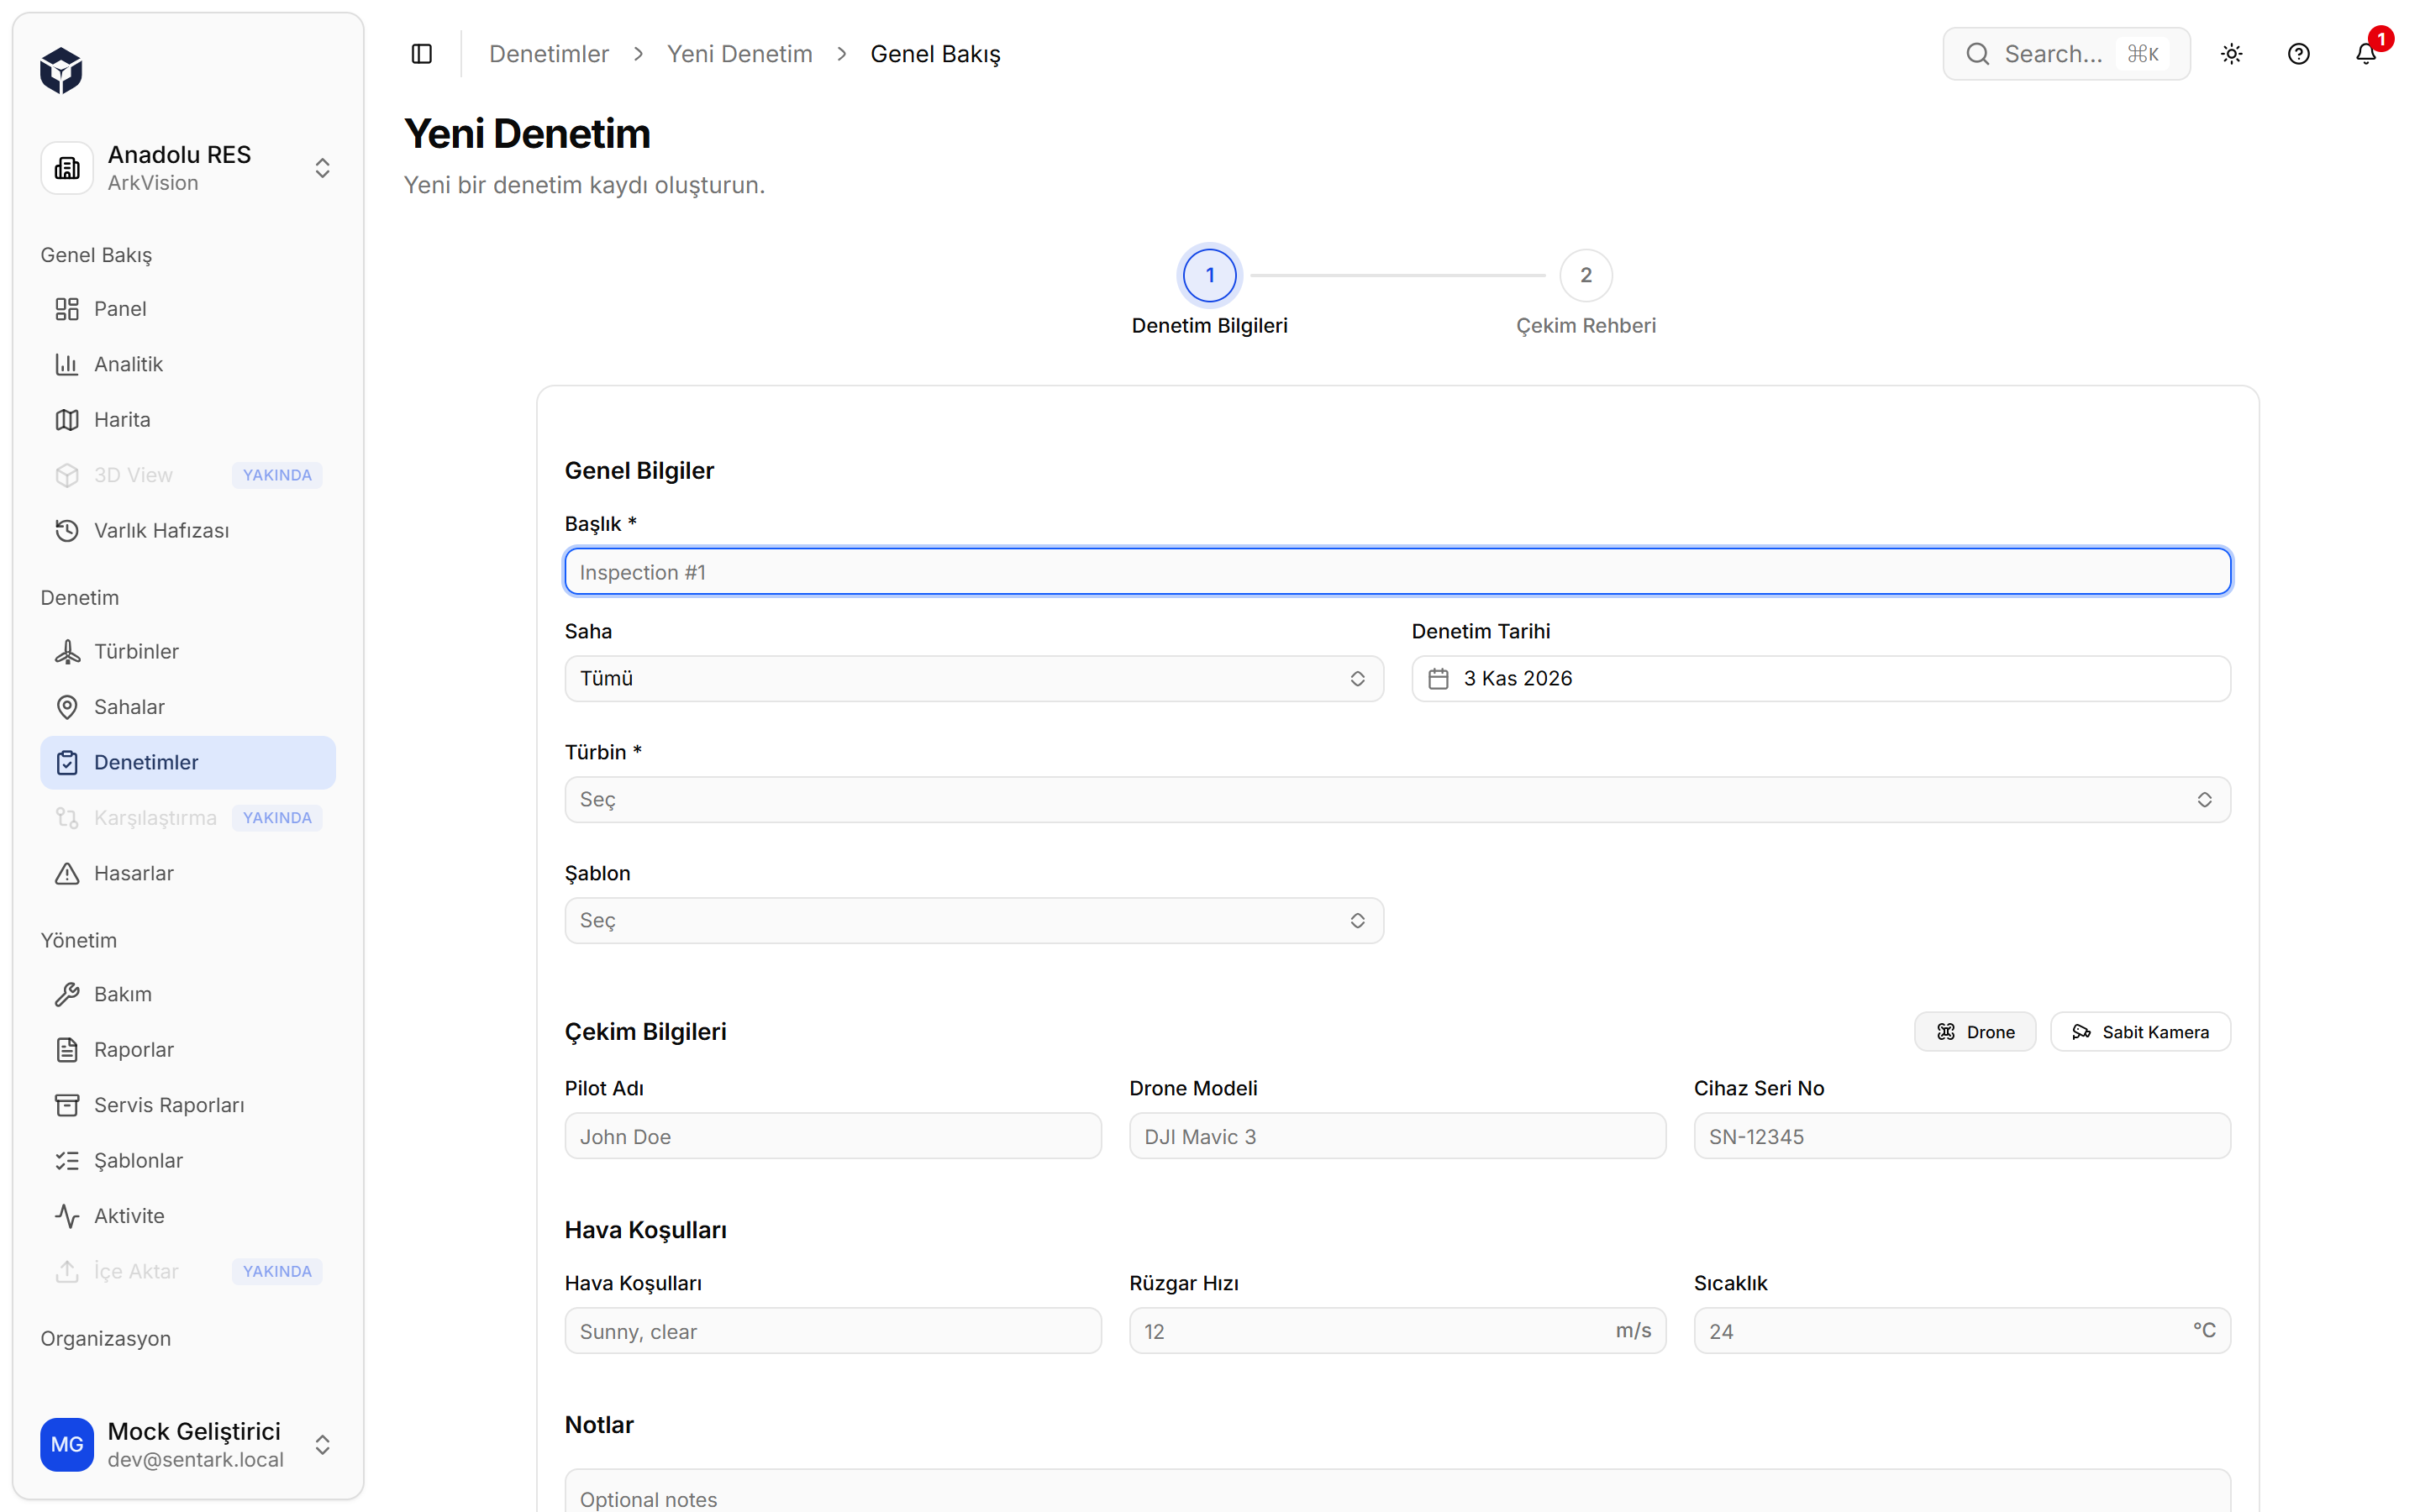 Anadolu RES
ArkVision
Genel Bakış
Panel
Analitik
Harita
3D View YAKINDA
Varlık Hafızası
Denetim
Türbinler
Sahalar
Denetimler
Karşılaştırma YAKINDA
Hasarlar
Yönetim
Bakım
Raporlar
Servis Raporları
Şablonlar
Aktivite
İçe Aktar YAKINDA
Organizasyon
MG
Mock Geliştirici
dev@sentark.local
Denetimler > Yeni Denetim > Genel Bakış
Search... ⌘K
1
Yeni Denetim
Yeni bir denetim kaydı oluşturun.
1 2
Denetim Bilgileri Çekim Rehberi
Genel Bilgiler
Başlık *
Inspection #1
Saha Denetim Tarihi
Tümü 3 Kas 2026
Türbin *
Seç
Şablon
Seç
Çekim Bilgileri Drone Sabit Kamera
Pilot Adı Drone Modeli Cihaz Seri No
John Doe DJI Mavic 3 SN-12345
Hava Koşulları
Hava Koşulları Rüzgar Hızı Sıcaklık
Sunny, clear 12 m/s 24 °C
Notlar
Optional notes